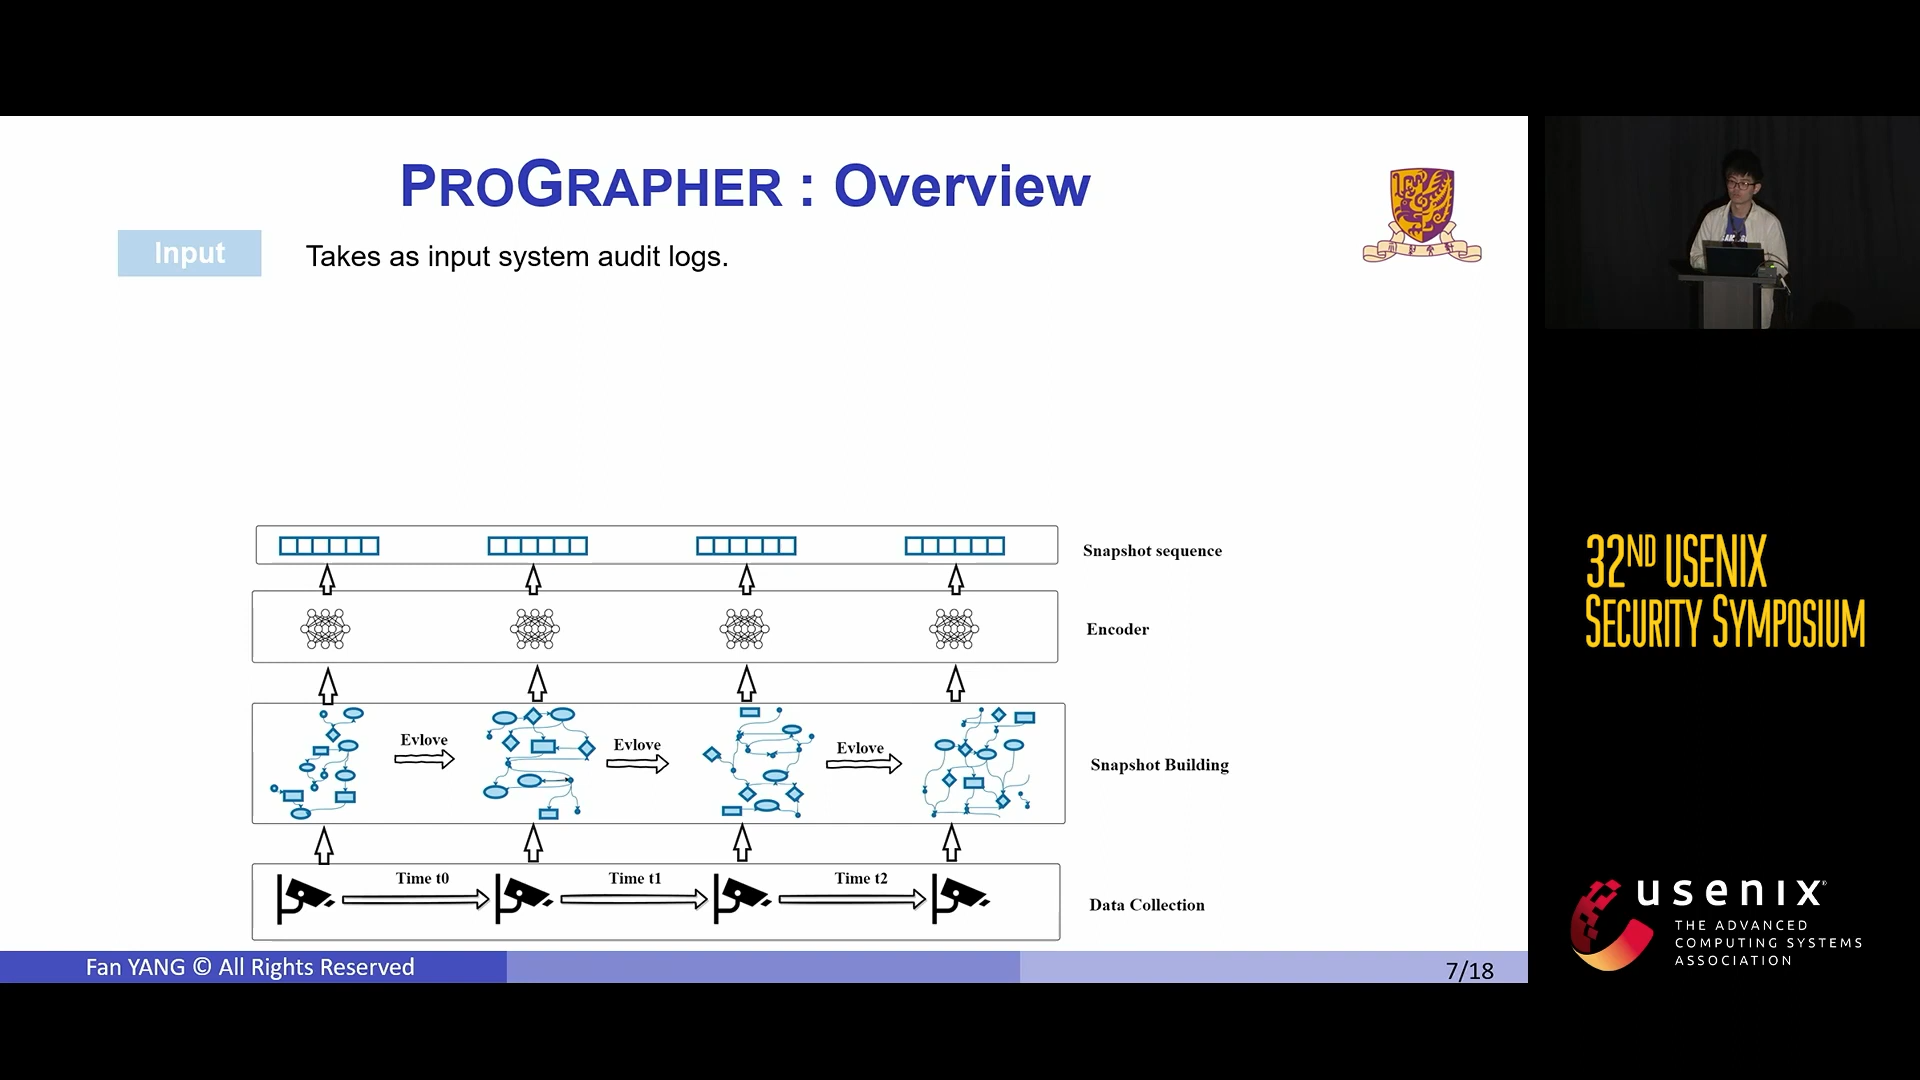 PROGRAPHER : Overview
Input
Takes as input system audit logs.
Snapshot sequence
Encoder
Evlove
Evlove
Evlove
Snapshot Building
Time t0
Time t1
Time t2
Data Collection
Fan YANG © All Rights Reserved
7/18
32ND USENIX
SECURITY SYMPOSIUM
usenix®
THE ADVANCED
COMPUTING SYSTEMS
ASSOCIATION